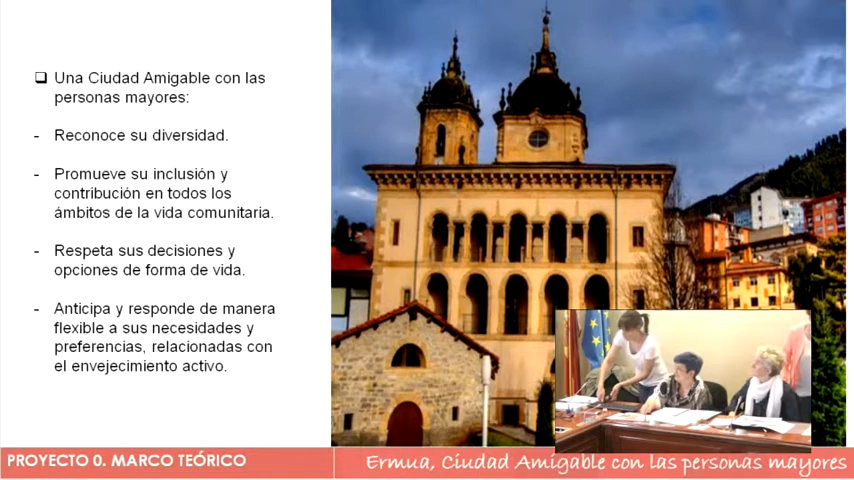 ❑ Una Ciudad Amigable con las
personas mayores:
- Reconoce su diversidad.
- Promueve su inclusión y
contribución en todos los
ámbitos de la vida comunitaria.
- Respeta sus decisiones y
opciones de forma de vida.
- Anticipa y responde de manera
flexible a sus necesidades y
preferencias, relacionadas con
el envejecimiento activo.
PROYECTO 0. MARCO TEÓRICO
Ermua, Ciudad Amigable con las personas mayores